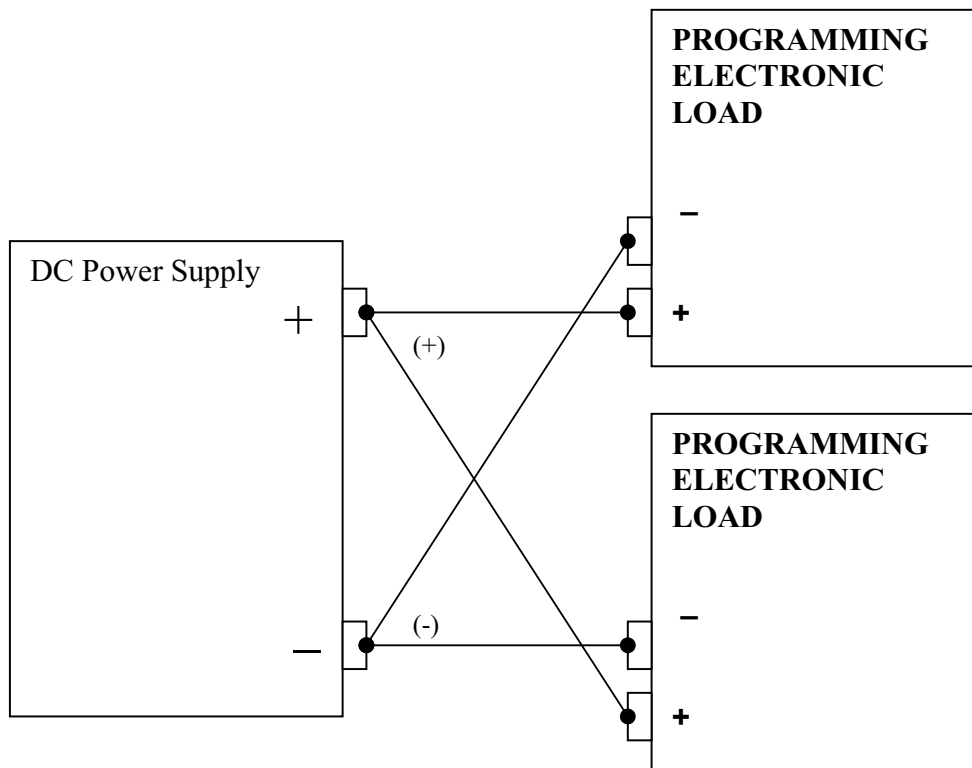 PROGRAMMING
ELECTRONIC
LOAD
–
+
DC Power Supply
+
(+)
(-)
–
PROGRAMMING
ELECTRONIC
LOAD
–
+